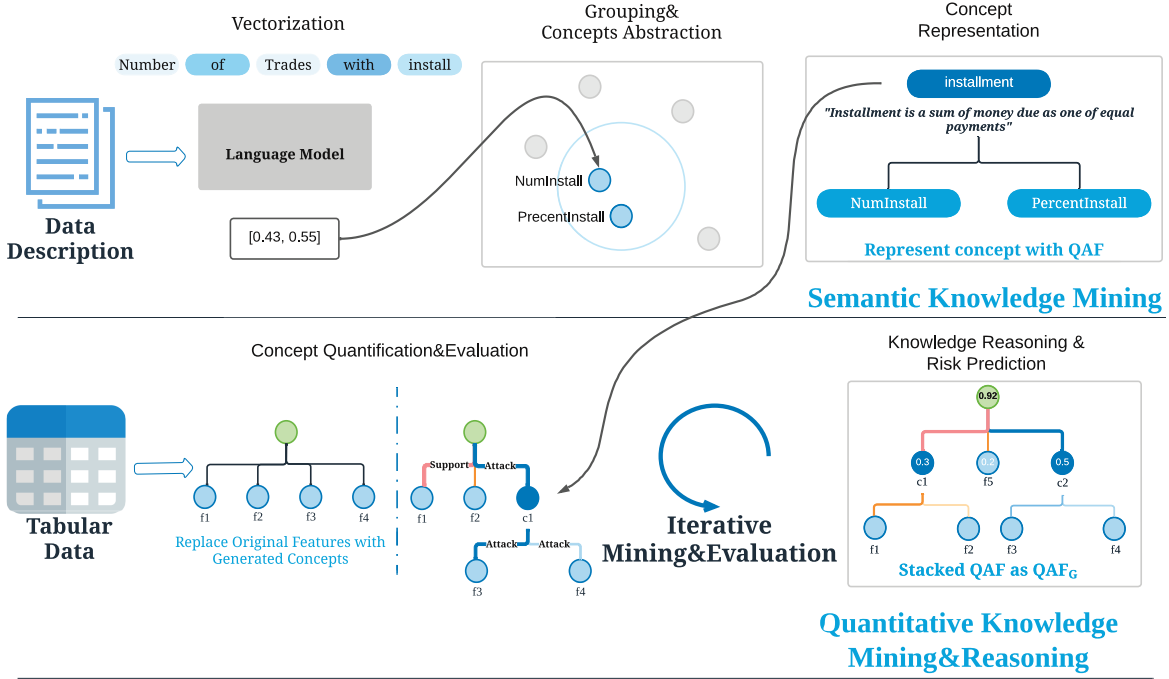 Vectorization
Number of Trades with install
Data
Description
Language Model
[0.43, 0.55]
Grouping&
Concepts Abstraction
NumInstall
PrecentInstall
Concept
Representation
installment
"Installment is a sum of money due as one of equal
payments"
NumInstall
PercentInstall
Represent concept with QAF
Semantic Knowledge Mining
Concept Quantification&Evaluation
Tabular
Data
f1
f2
f3
f4
Replace Original Features with
Generated Concepts
Support
Attack
f1
f2
c1
Attack
Attack
f3
f4
Iterative
Mining&Evaluation
Knowledge Reasoning &
Risk Prediction
0.92
0.3
0.2
0.5
c1
f5
c2
f1
f2
f3
f4
Stacked QAF as QAF_G
Quantitative Knowledge
Mining&Reasoning